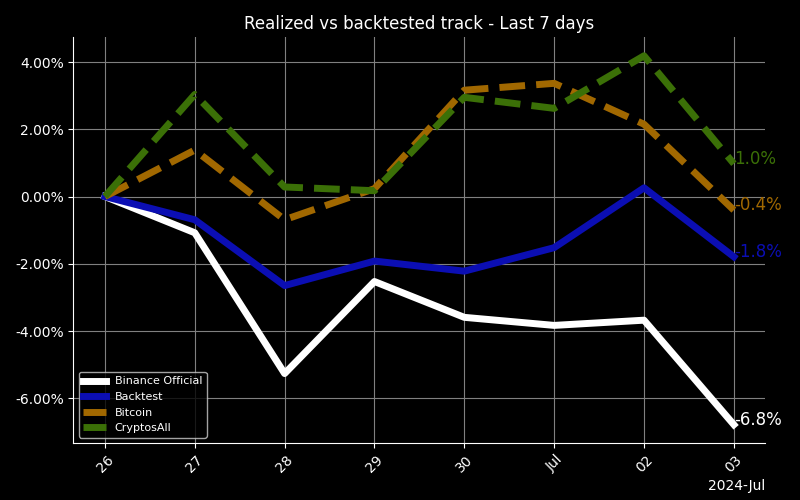 Realized vs backtested track - Last 7 days
4.00%
2.00%
0.00%
-2.00%
-4.00%
-6.00%
1.0%
-0.4%
-1.8%
-6.8%
Binance Official
Backtest
Bitcoin
CryptosAll
26
27
28
29
30
Jul
02
03
2024-Jul